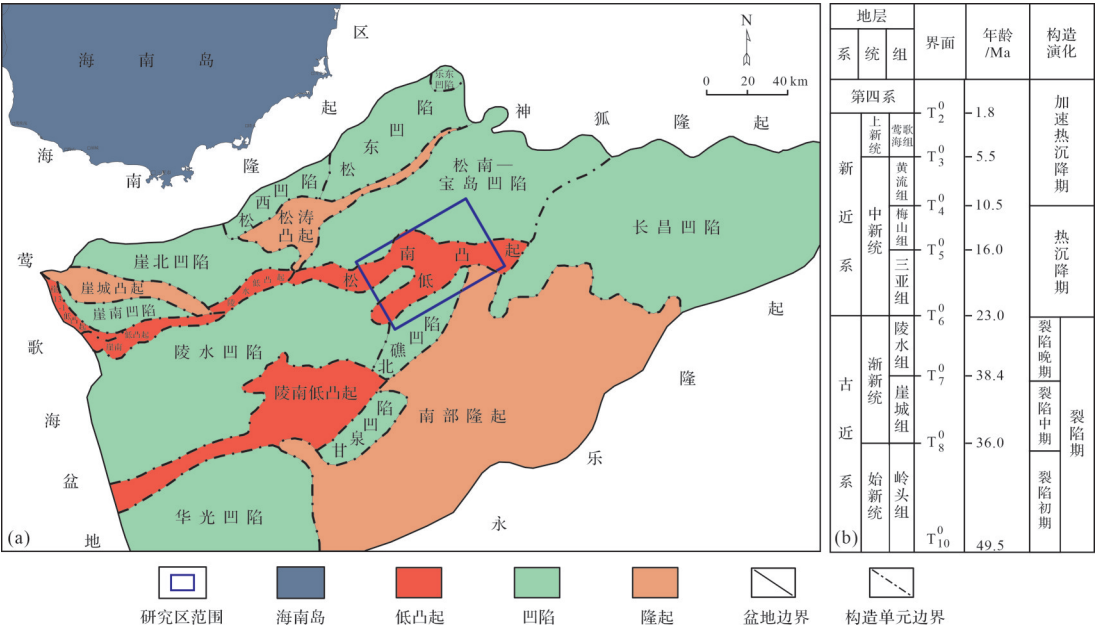 海南岛
区
起
隆
南
海
乐东
凹陷
松东凹陷
神狐隆起
松西凹陷
松涛
凸起
松南—
宝岛凹陷
长昌凹陷
崖北凹陷
崖城凸起
崖南凹陷
低凸起
松南低凸起
陵水凹陷
北礁凹陷
陵南低凸起
甘泉凹陷
南部隆起
华光凹陷
莺歌海盆地
永乐隆起
N
0 20 40 km
(a)
地层
界面
年龄
/Ma
构造
演化
系
统
组
第四系
新近系
古近系
上新统
中新统
渐新统
始新统
莺歌海组
黄流组
梅山组
三亚组
陵水组
崖城组
岭头组
T⁰₂
T⁰₃
T⁰₄
T⁰₅
T⁰₆
T⁰₇
T⁰₈
T⁰₁₀
1.8
5.5
10.5
16.0
23.0
38.4
36.0
49.5
加速热沉降期
热沉降期
裂陷晚期
裂陷中期
裂陷初期
裂陷期
(b)
研究区范围
海南岛
低凸起
凹陷
隆起
盆地边界
构造单元边界